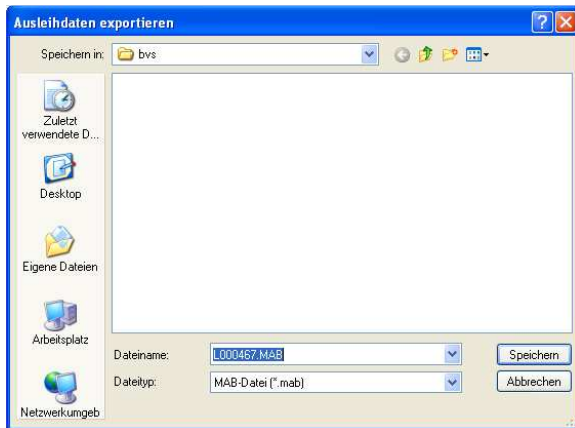 Ausleihdaten exportieren
Speichern in:
bvs
Zuletzt
verwendete D...
Desktop
Eigene Dateien
Arbeitsplatz
Netzwerkumgeb
Dateiname:
L000467.MAB
Speichern
Dateityp:
MAB-Datei (*.mab)
Abbrechen